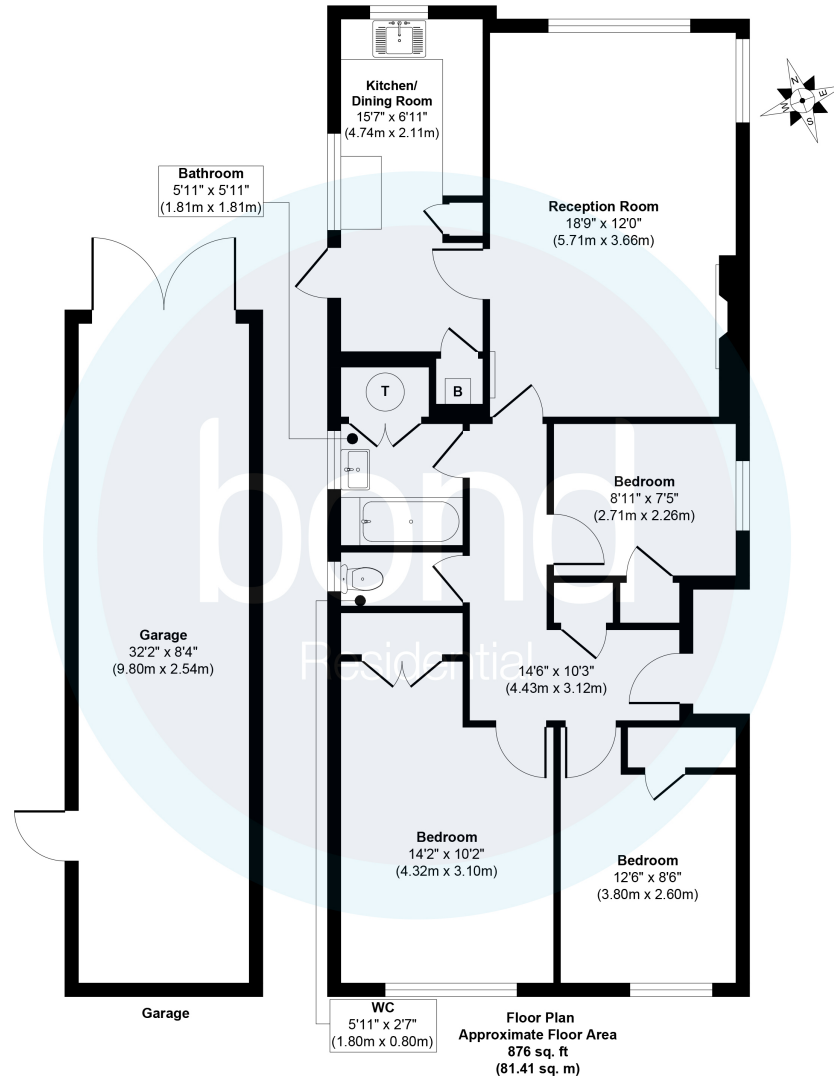 Kitchen/
Dining Room
15'7" x 6'11"
(4.74m x 2.11m)
N
E
S
W
Bathroom
5'11" x 5'11"
(1.81m x 1.81m)
Reception Room
18'9" x 12'0"
(5.71m x 3.66m)
T
B
bond
Residential
Bedroom
8'11" x 7'5"
(2.71m x 2.26m)
Garage
32'2" x 8'4"
(9.80m x 2.54m)
14'6" x 10'3"
(4.43m x 3.12m)
Bedroom
14'2" x 10'2"
(4.32m x 3.10m)
Bedroom
12'6" x 8'6"
(3.80m x 2.60m)
Garage
WC
5'11" x 2'7"
(1.80m x 0.80m)
Floor Plan
Approximate Floor Area
876 sq. ft
(81.41 sq. m)